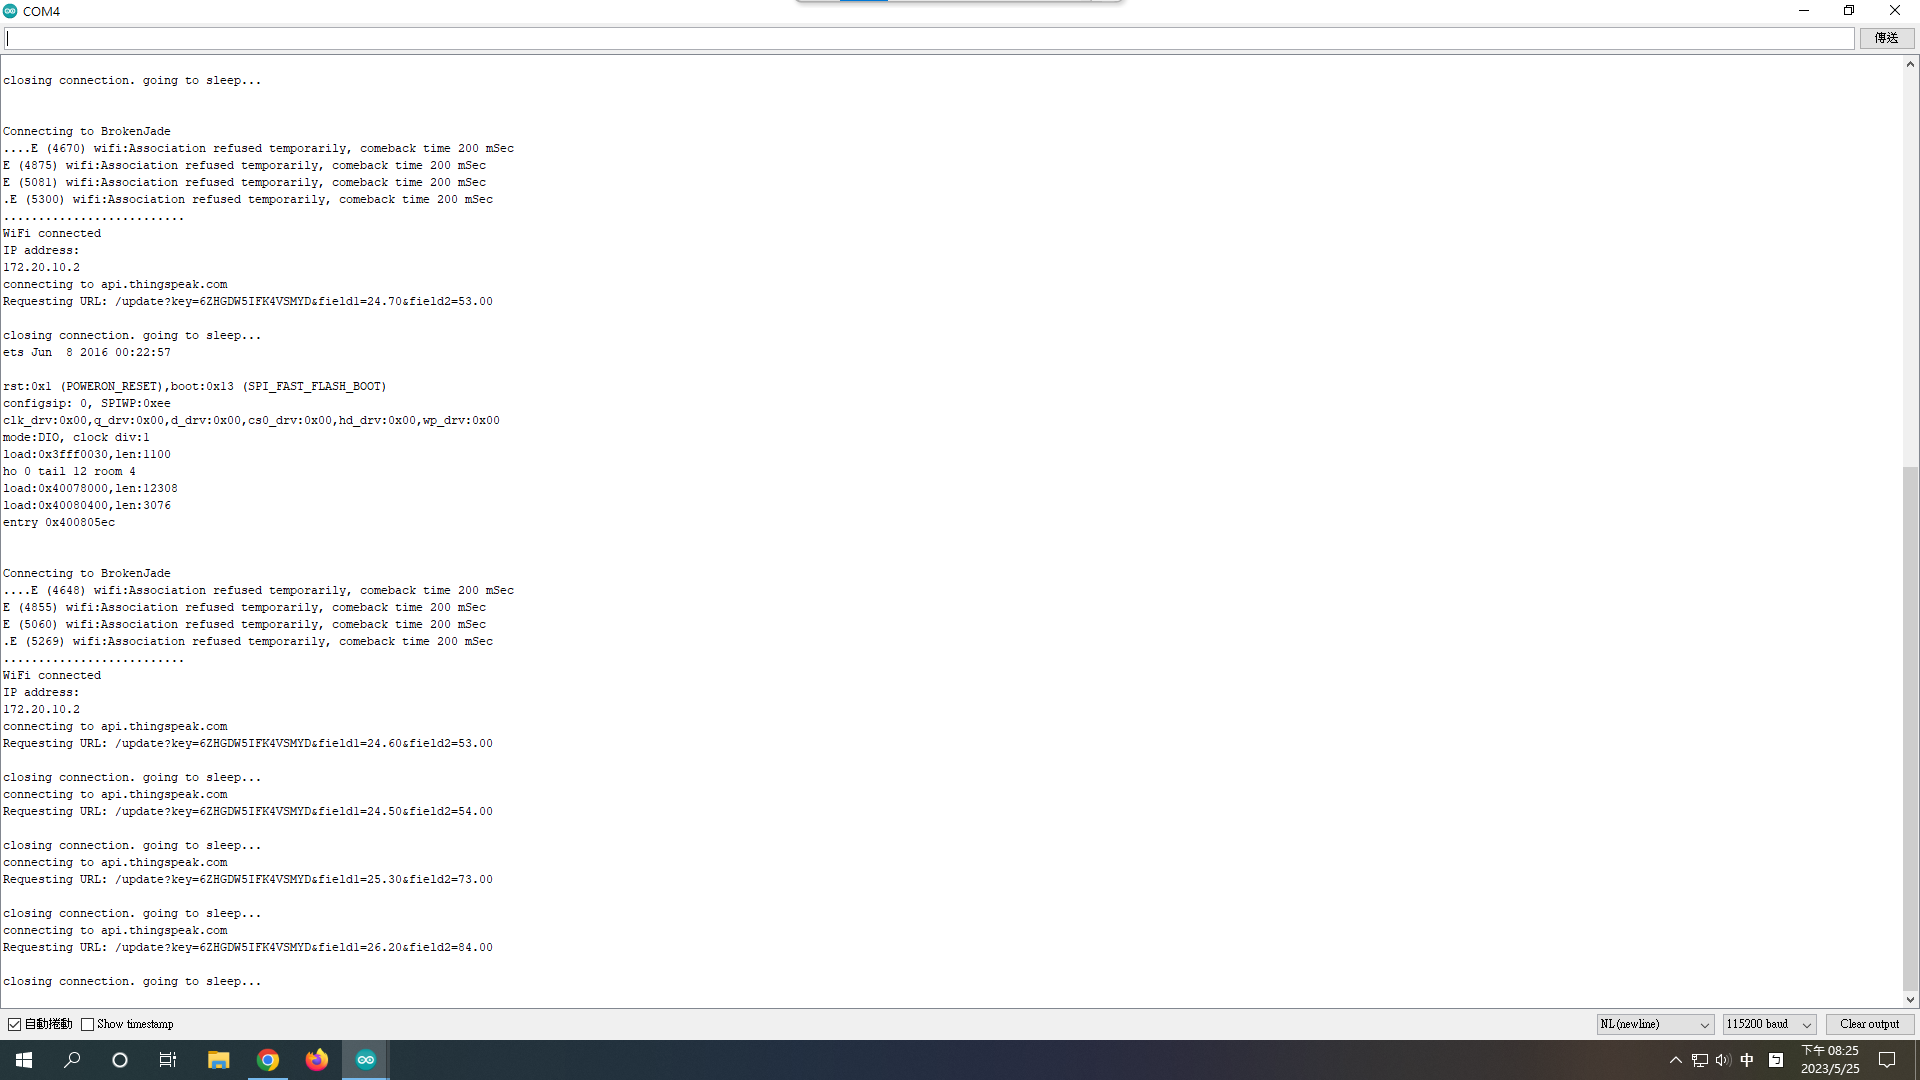 COM4
傳送
closing connection. going to sleep...
Connecting to BrokenJade
....E (4670) wifi:Association refused temporarily, comeback time 200 mSec
E (4875) wifi:Association refused temporarily, comeback time 200 mSec
E (5081) wifi:Association refused temporarily, comeback time 200 mSec
.E (5300) wifi:Association refused temporarily, comeback time 200 mSec
..........................
WiFi connected
IP address:
172.20.10.2
connecting to api.thingspeak.com
Requesting URL: /update?key=6ZHGDW5IFK4VSMYD&field1=24.70&field2=53.00
closing connection. going to sleep...
ets Jun  8 2016 00:22:57
rst:0x1 (POWERON_RESET),boot:0x13 (SPI_FAST_FLASH_BOOT)
configsip: 0, SPIWP:0xee
clk_drv:0x00,q_drv:0x00,d_drv:0x00,cs0_drv:0x00,hd_drv:0x00,wp_drv:0x00
mode:DIO, clock div:1
load:0x3fff0030,len:1100
ho 0 tail 12 room 4
load:0x40078000,len:12308
load:0x40080400,len:3076
entry 0x400805ec
Connecting to BrokenJade
....E (4648) wifi:Association refused temporarily, comeback time 200 mSec
E (4855) wifi:Association refused temporarily, comeback time 200 mSec
E (5060) wifi:Association refused temporarily, comeback time 200 mSec
.E (5269) wifi:Association refused temporarily, comeback time 200 mSec
..........................
WiFi connected
IP address:
172.20.10.2
connecting to api.thingspeak.com
Requesting URL: /update?key=6ZHGDW5IFK4VSMYD&field1=24.60&field2=53.00
closing connection. going to sleep...
connecting to api.thingspeak.com
Requesting URL: /update?key=6ZHGDW5IFK4VSMYD&field1=24.50&field2=54.00
closing connection. going to sleep...
connecting to api.thingspeak.com
Requesting URL: /update?key=6ZHGDW5IFK4VSMYD&field1=25.30&field2=73.00
closing connection. going to sleep...
connecting to api.thingspeak.com
Requesting URL: /update?key=6ZHGDW5IFK4VSMYD&field1=26.20&field2=84.00
closing connection. going to sleep...
自動捲動 Show timestamp NL(newline) 115200 baud Clear output
中 ㄅ 下午 08:25
2023/5/25